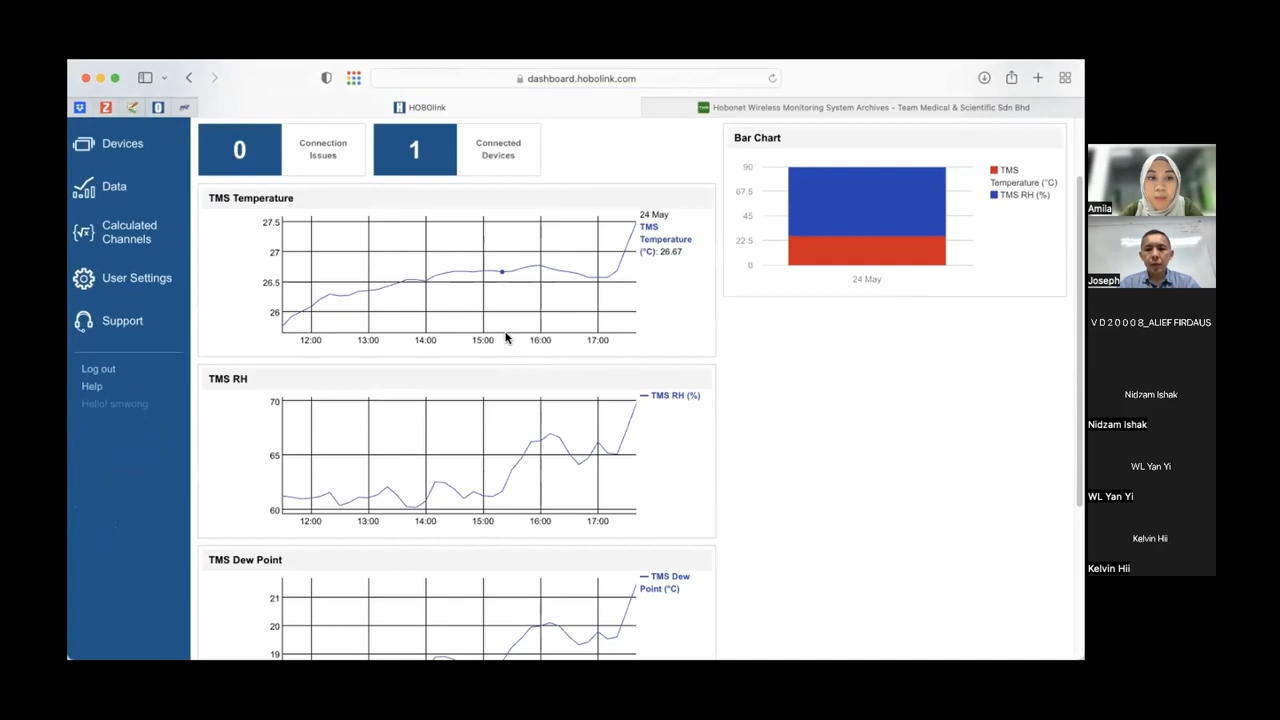 dashboard.hobolink.com
HOBOlink
Hobonet Wireless Monitoring System Archives - Team Medical & Scientific Sdn Bhd
Devices
Data
Calculated
Channels
User Settings
Support
Log out
Help
Hello! smwong
0
Connection
Issues
1
Connected
Devices
TMS Temperature
27.5
27
26.5
26
12:00
13:00
14:00
15:00
16:00
17:00
24 May
TMS
Temperature
(°C): 26.67
TMS RH
70
65
60
12:00
13:00
14:00
15:00
16:00
17:00
TMS RH (%)
TMS Dew Point
21
20
19
TMS Dew
Point (°C)
Bar Chart
90
67.5
45
22.5
0
24 May
TMS
Temperature (°C)
TMS RH (%)
Amila
Joseph
V D 2 0 0 0 8_ALIEF FIRDAUS
Nidzam Ishak
Nidzam Ishak
WL Yan Yi
WL Yan Yi
Kelvin Hii
Kelvin Hii